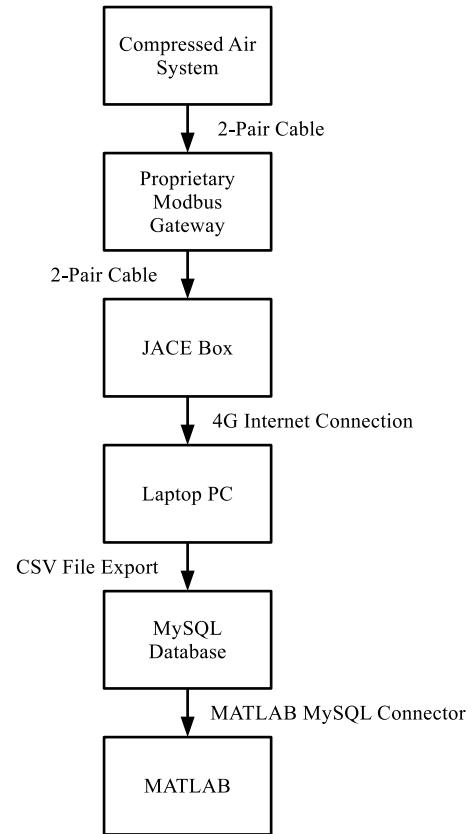 Compressed Air
System
2-Pair Cable
Proprietary
Modbus
Gateway
2-Pair Cable
JACE Box
4G Internet Connection
Laptop PC
CSV File Export
MySQL
Database
MATLAB MySQL Connector
MATLAB